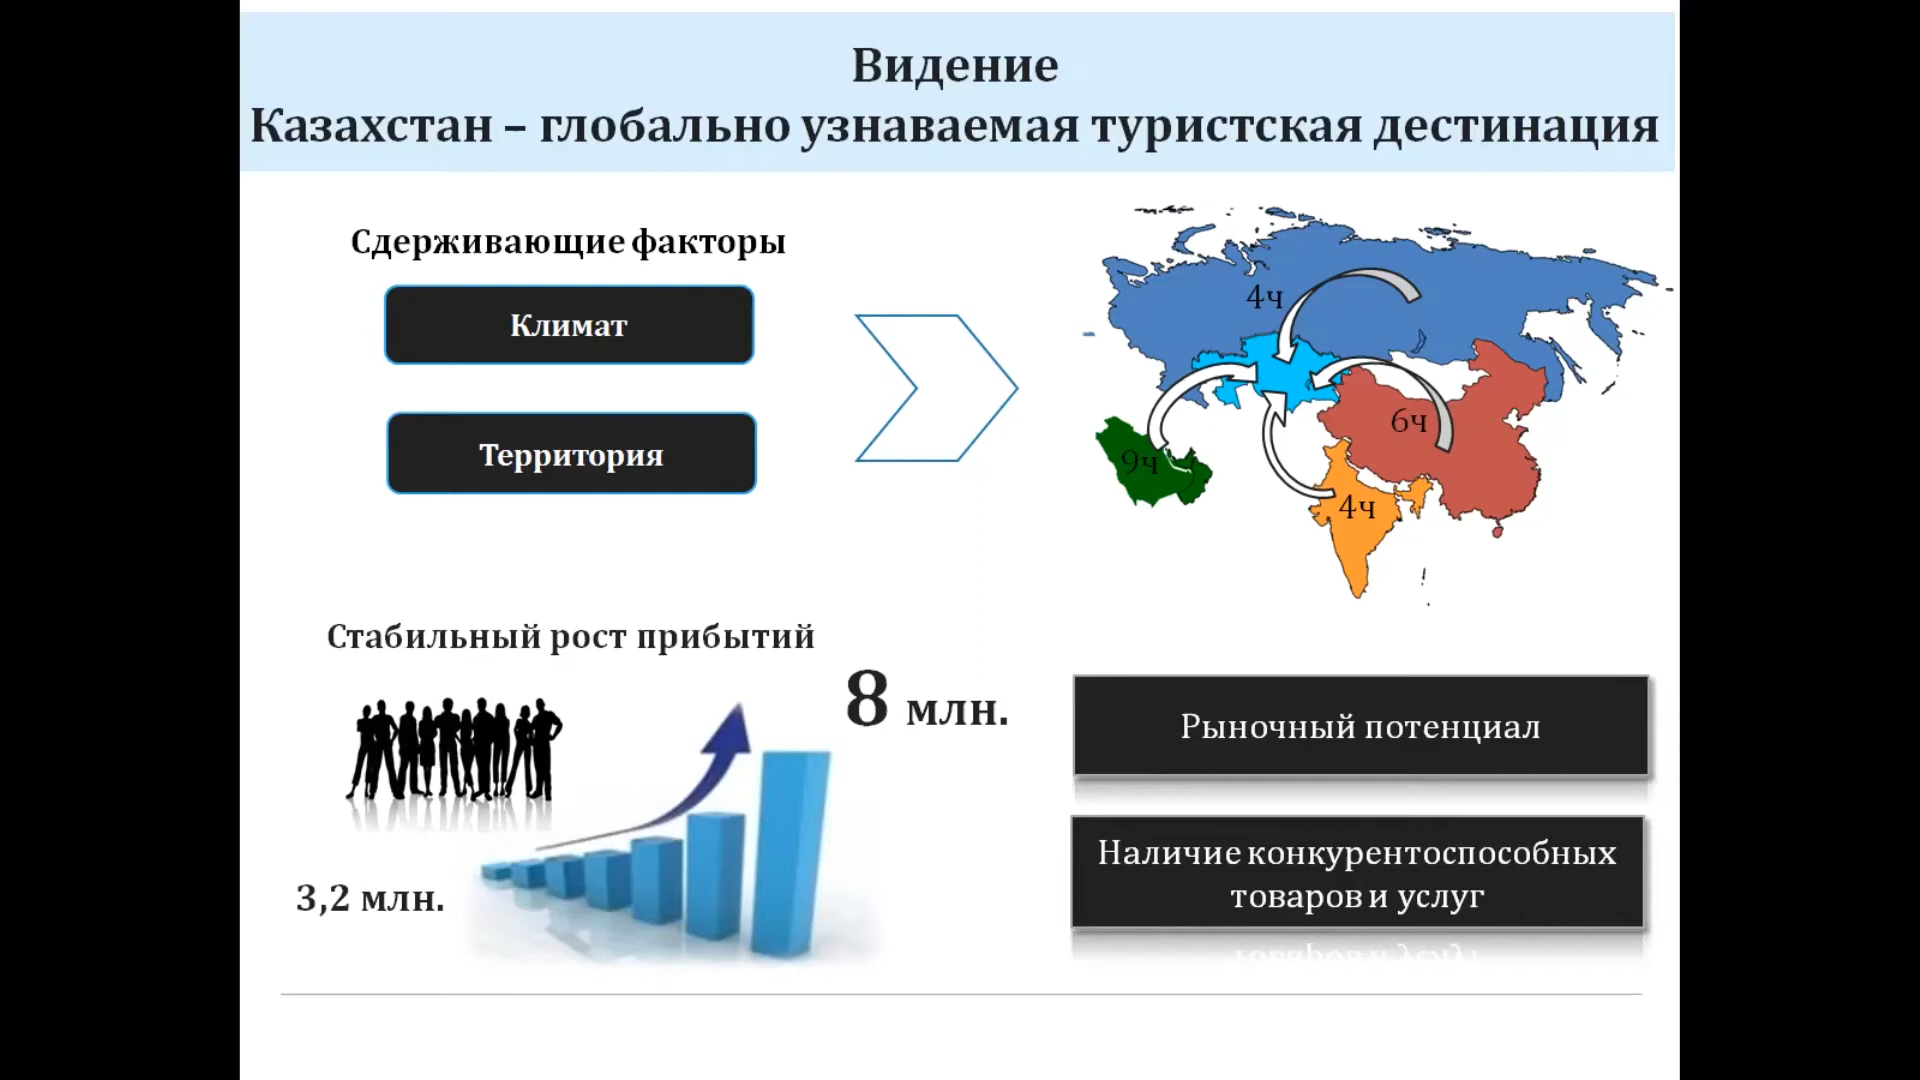 Видение
Казахстан – глобально узнаваемая туристская дестинация
Сдерживающие факторы
Климат
Территория
4ч
6ч
9ч
4ч
Стабильный рост прибытий
8 млн.
3,2 млн.
Рыночный потенциал
Наличие конкурентоспособных
товаров и услуг